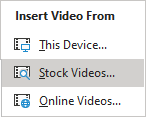 Insert Video From
This Device...
Stock Videos...
Online Videos...